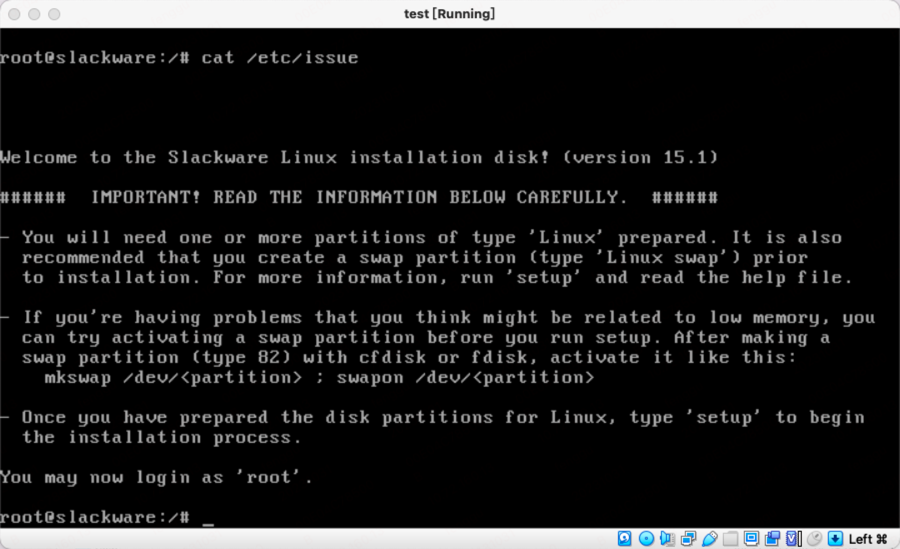 test [Running]
root@slackware:/# cat /etc/issue
Welcome to the Slackware Linux installation disk! (version 15.1)
###### IMPORTANT! READ THE INFORMATION BELOW CAREFULLY. ######
- You will need one or more partitions of type 'Linux' prepared. It is also
recommended that you create a swap partition (type 'Linux swap') prior
to installation. For more information, run 'setup' and read the help file.
- If you're having problems that you think might be related to low memory, you
can try activating a swap partition before you run setup. After making a
swap partition (type 82) with cfdisk or fdisk, activate it like this:
mkswap /dev/<partition> ; swapon /dev/<partition>
- Once you have prepared the disk partitions for Linux, type 'setup' to begin
the installation process.
You may now login as 'root'.
root@slackware:/# _
Left ⌘